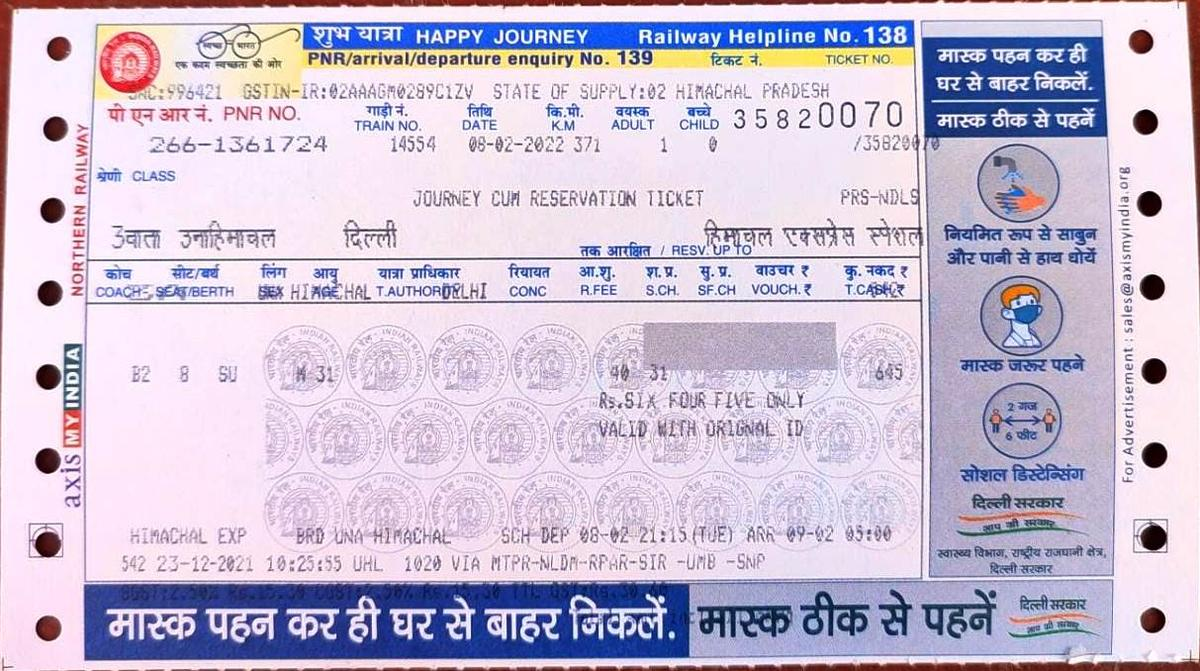 शुभ यात्रा HAPPY JOURNEY Railway Helpline No. 138
स्वच्छ भारत
एक कदम स्वच्छता की ओर
PNR/arrival/departure enquiry No. 139 टिकट नं. TICKET NO.
SAC:996421 GSTIN-IR:02AAAGM0289C1ZV STATE OF SUPPLY:02 HIMACHAL PRADESH
पी एन आर नं. PNR NO. गाड़ी नं. तिथि कि.मी. वयस्क बच्चे 35820070
TRAIN NO. DATE K.M ADULT CHILD
266-1361724 14554 08-02-2022 371 1 0 /35820070
श्रेणी CLASS
JOURNEY CUM RESERVATION TICKET PRS-NDLS
3वाता उनाहिमाचल दिल्ली हिमाचल एक्सप्रेस स्पेशल
तक आरक्षित / RESV. UP TO
कोच सीट/बर्थ लिंग आयु यात्रा प्राधिकार रियायत आ.शु. श.प्र. सु.प्र. वाउचर ₹ कु. नकद ₹
COACH SEAT/BERTH SEX AGE T.AUTHORITY CONC R.FEE S.CH. SF.CH VOUCH.₹ T.CASH.₹
HIMACHAL DELHI
B2 8 SU M 31 40 31 645
Rs.SIX FOUR FIVE ONLY
VALID WITH ORIGNAL ID
HIMACHAL EXP BRD UNA HIMACHAL SCH DEP 08-02 21:15(TUE) ARR 09-02 05:00
542 23-12-2021 10:25:55 UHL 1020 VIA MTPR-NLDM-RPAR-SIR -UMB -SNP
मास्क पहन कर ही घर से बाहर निकलें. मास्क ठीक से पहनें
दिल्ली सरकार
आप की सरकार
NORTHERN RAILWAY
axis MY INDIA
मास्क पहन कर ही
घर से बाहर निकलें.
मास्क ठीक से पहनें
नियमित रूप से साबुन
और पानी से हाथ धोयें
मास्क जरूर पहने
2 गज
6 फीट
सोशल डिस्टेन्सिंग
दिल्ली सरकार
आप की सरकार
स्वास्थ्य विभाग, राष्ट्रीय राजधानी क्षेत्र,
दिल्ली सरकार
For Advertisement : sales@axismyindia.org